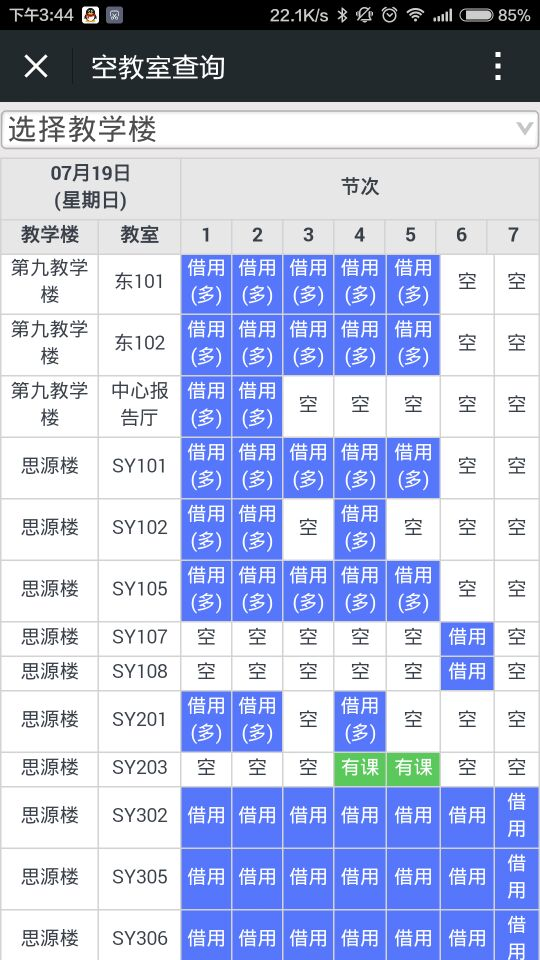 下午3:44 22.1K/s 85%
空教室查询
选择教学楼
07月19日 (星期日) 节次
教学楼 教室 1 2 3 4 5 6 7
第九教学楼 东101 借用(多) 借用(多) 借用(多) 借用(多) 借用(多) 空 空
第九教学楼 东102 借用(多) 借用(多) 借用(多) 借用(多) 借用(多) 空 空
第九教学楼 中心报告厅 借用(多) 借用(多) 空 空 空 空 空
思源楼 SY101 借用(多) 借用(多) 借用(多) 借用(多) 借用(多) 空 空
思源楼 SY102 借用(多) 借用(多) 空 借用(多) 空 空 空
思源楼 SY105 借用(多) 借用(多) 借用(多) 借用(多) 借用(多) 空 空
思源楼 SY107 空 空 空 空 空 借用 空
思源楼 SY108 空 空 空 空 空 借用 空
思源楼 SY201 借用(多) 借用(多) 空 借用(多) 空 空 空
思源楼 SY203 空 空 空 有课 有课 空 空
思源楼 SY302 借用 借用 借用 借用 借用 借用 借用
思源楼 SY305 借用 借用 借用 借用 借用 借用 借用
思源楼 SY306 借用 借用 借用 借用 借用 借用 借用